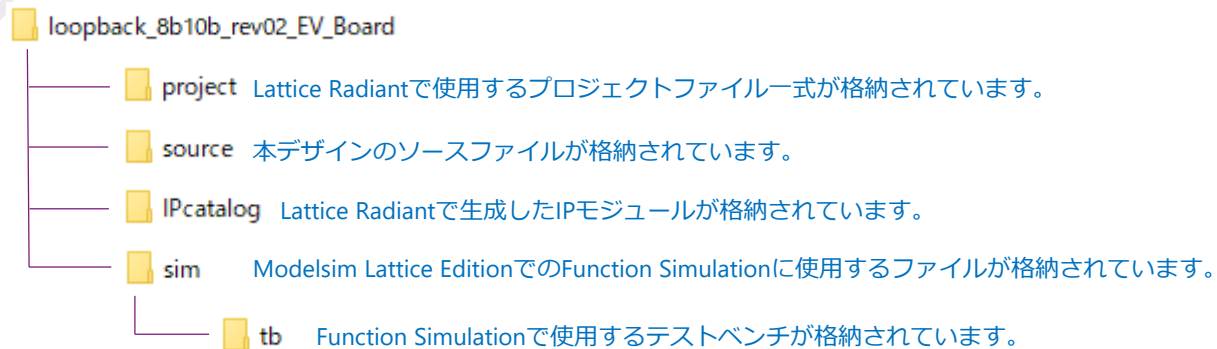 loopback_8b10b_rev02_EV_Board
project Lattice Radiantで使用するプロジェクトファイル一式が格納されています。
source 本デザインのソースファイルが格納されています。
IPcatalog Lattice Radiantで生成したIPモジュールが格納されています。
sim Modelsim Lattice EditionでのFunction Simulationに使用するファイルが格納されています。
tb Function Simulationで使用するテストベンチが格納されています。